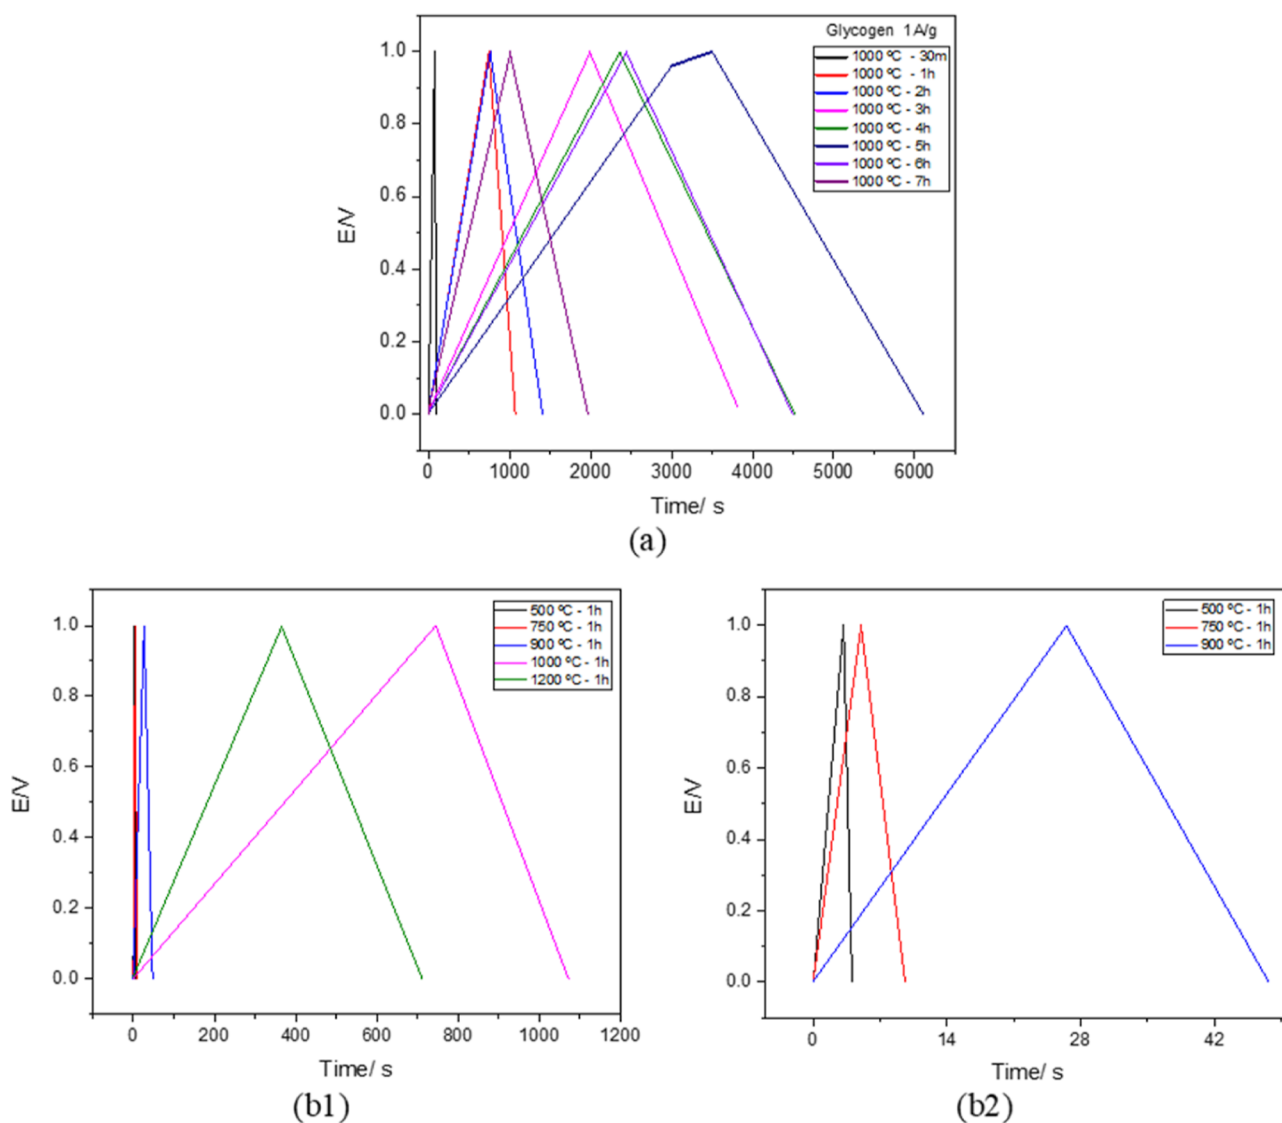 Glycogen 1A/g
1000 ºC - 30m
1000 ºC - 1h
1000 ºC - 2h
1000 ºC - 3h
1000 ºC - 4h
1000 ºC - 5h
1000 ºC - 6h
1000 ºC - 7h
1.0
0.8
0.6
0.4
0.2
0.0
E/V
0 1000 2000 3000 4000 5000 6000
Time/ s
(a)
500 ºC - 1h
750 ºC - 1h
900 ºC - 1h
1000 ºC - 1h
1200 ºC - 1h
1.0
0.8
0.6
0.4
0.2
0.0
E/V
0 200 400 600 800 1000 1200
Time/ s
(b1)
500 ºC - 1h
750 ºC - 1h
900 ºC - 1h
1.0
0.8
0.6
0.4
0.2
0.0
E/V
0 14 28 42
Time/ s
(b2)